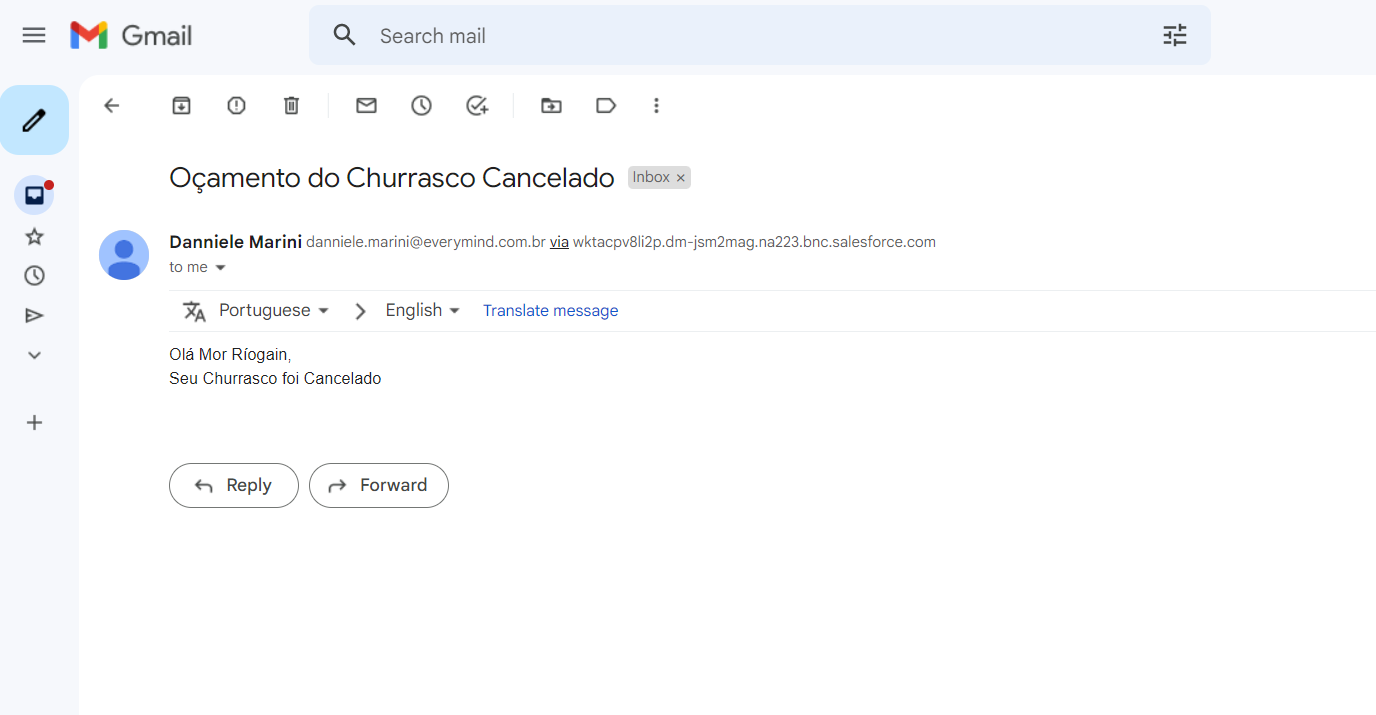 Gmail
Search mail
Oçamento do Churrasco Cancelado Inbox ×
Danniele Marini danniele.marini@everymind.com.br via wktacpv8li2p.dm-jsm2mag.na223.bnc.salesforce.com
to me
Portuguese English Translate message
Olá Mor Ríogain,
Seu Churrasco foi Cancelado
Reply Forward